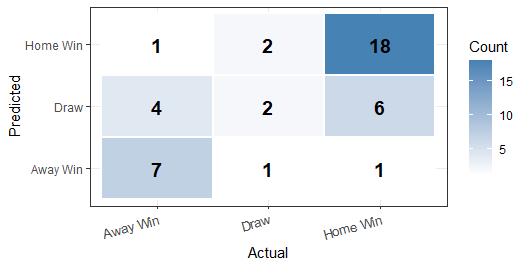 Home Win 1 2 18
Draw 4 2 6
Away Win 7 1 1
Away Win Draw Home Win
Actual
Predicted
Count
15
10
5